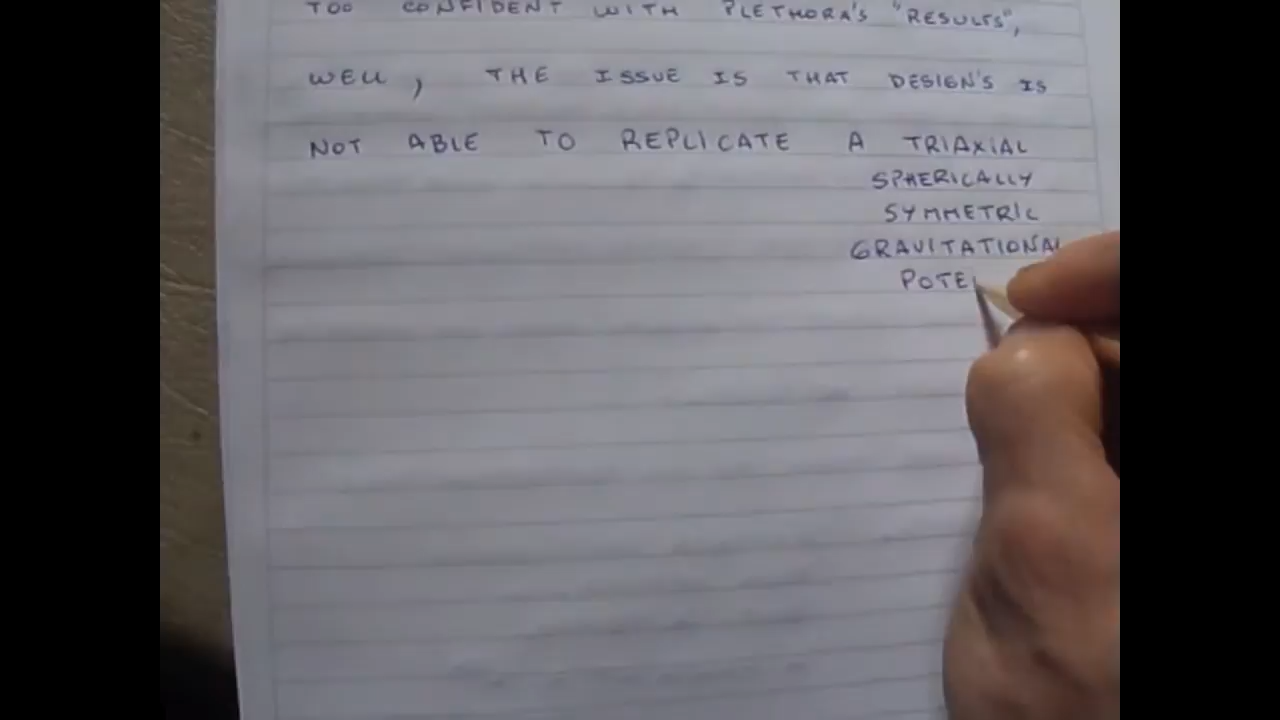 TOO CONFIDENT WITH PLETHORA'S "RESULTS",
WELL, THE ISSUE IS THAT DESIGN'S IS
NOT ABLE TO REPLICATE A TRIAXIAL
SPHERICALLY
SYMMETRIC
GRAVITATIONAL
POTE